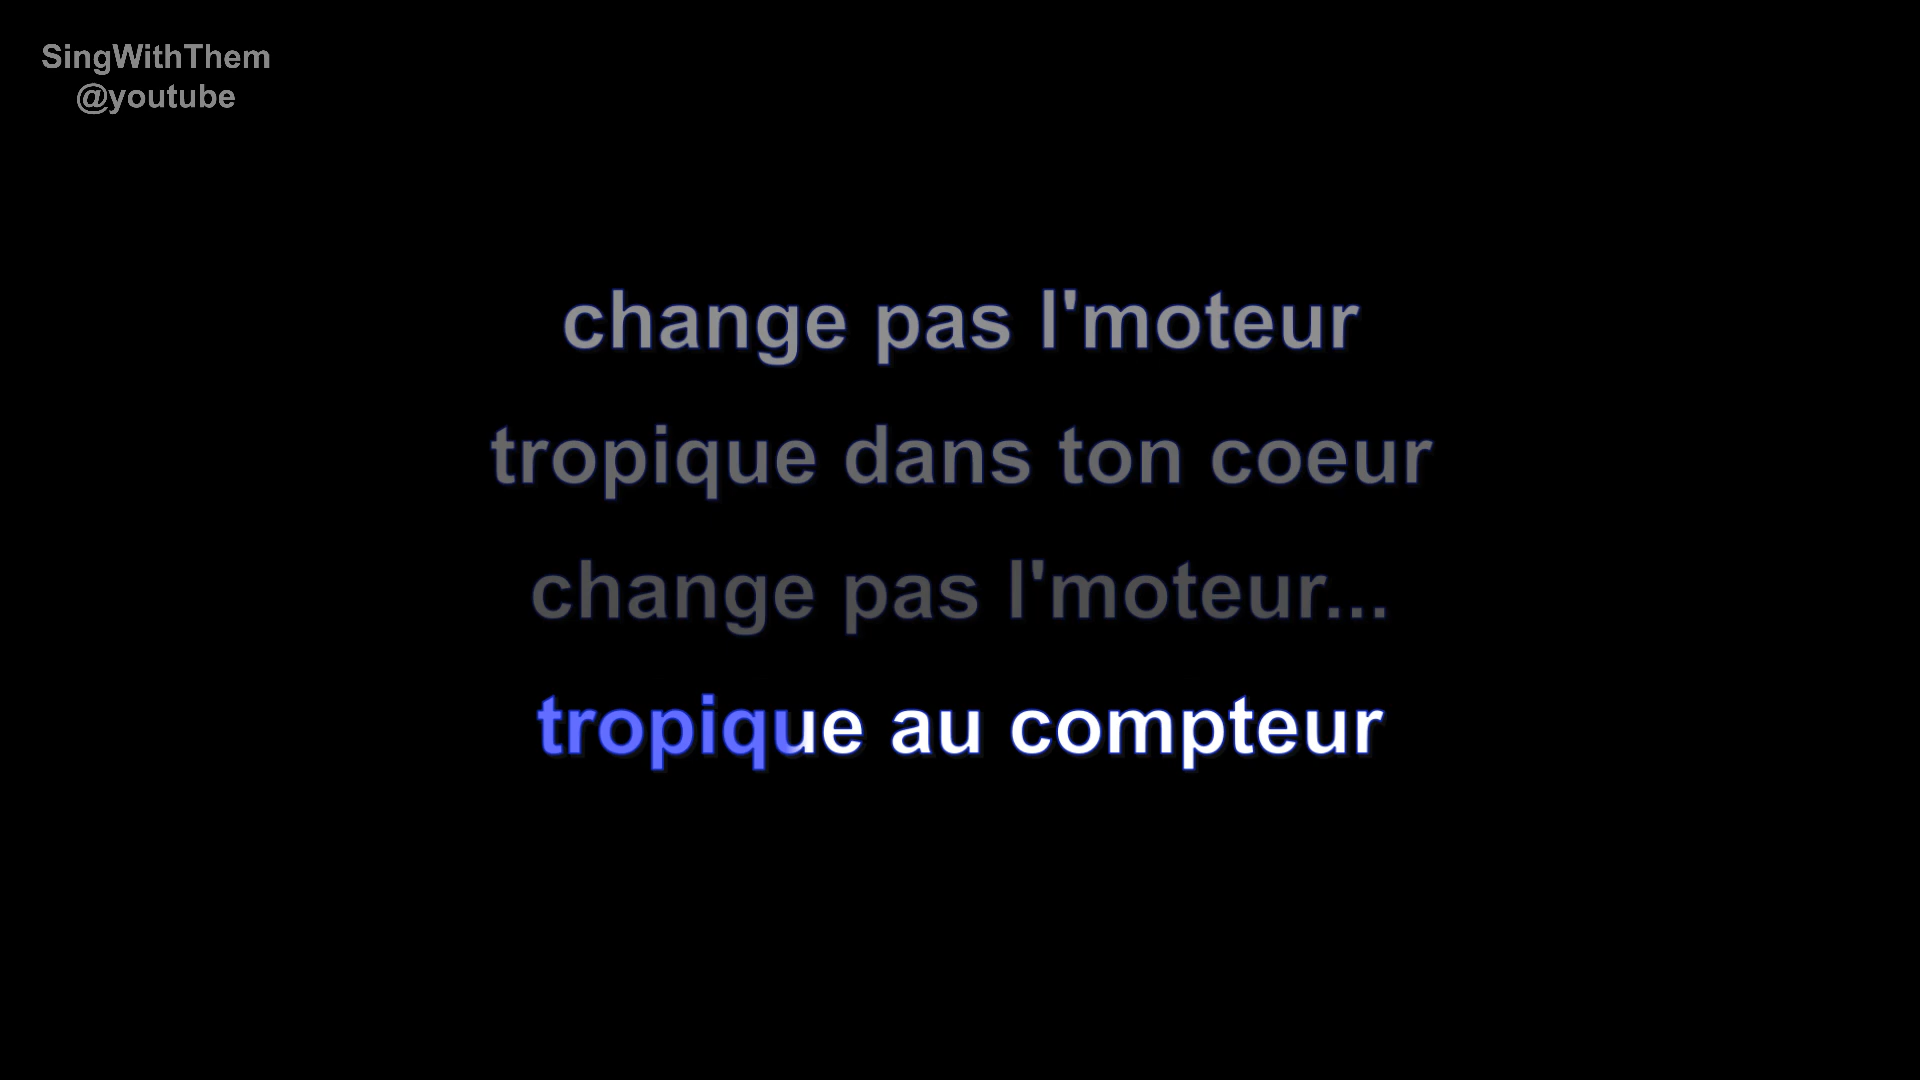 SingWithThem
@youtube
change pas l'moteur
tropique dans ton coeur
change pas l'moteur...
tropique au compteur